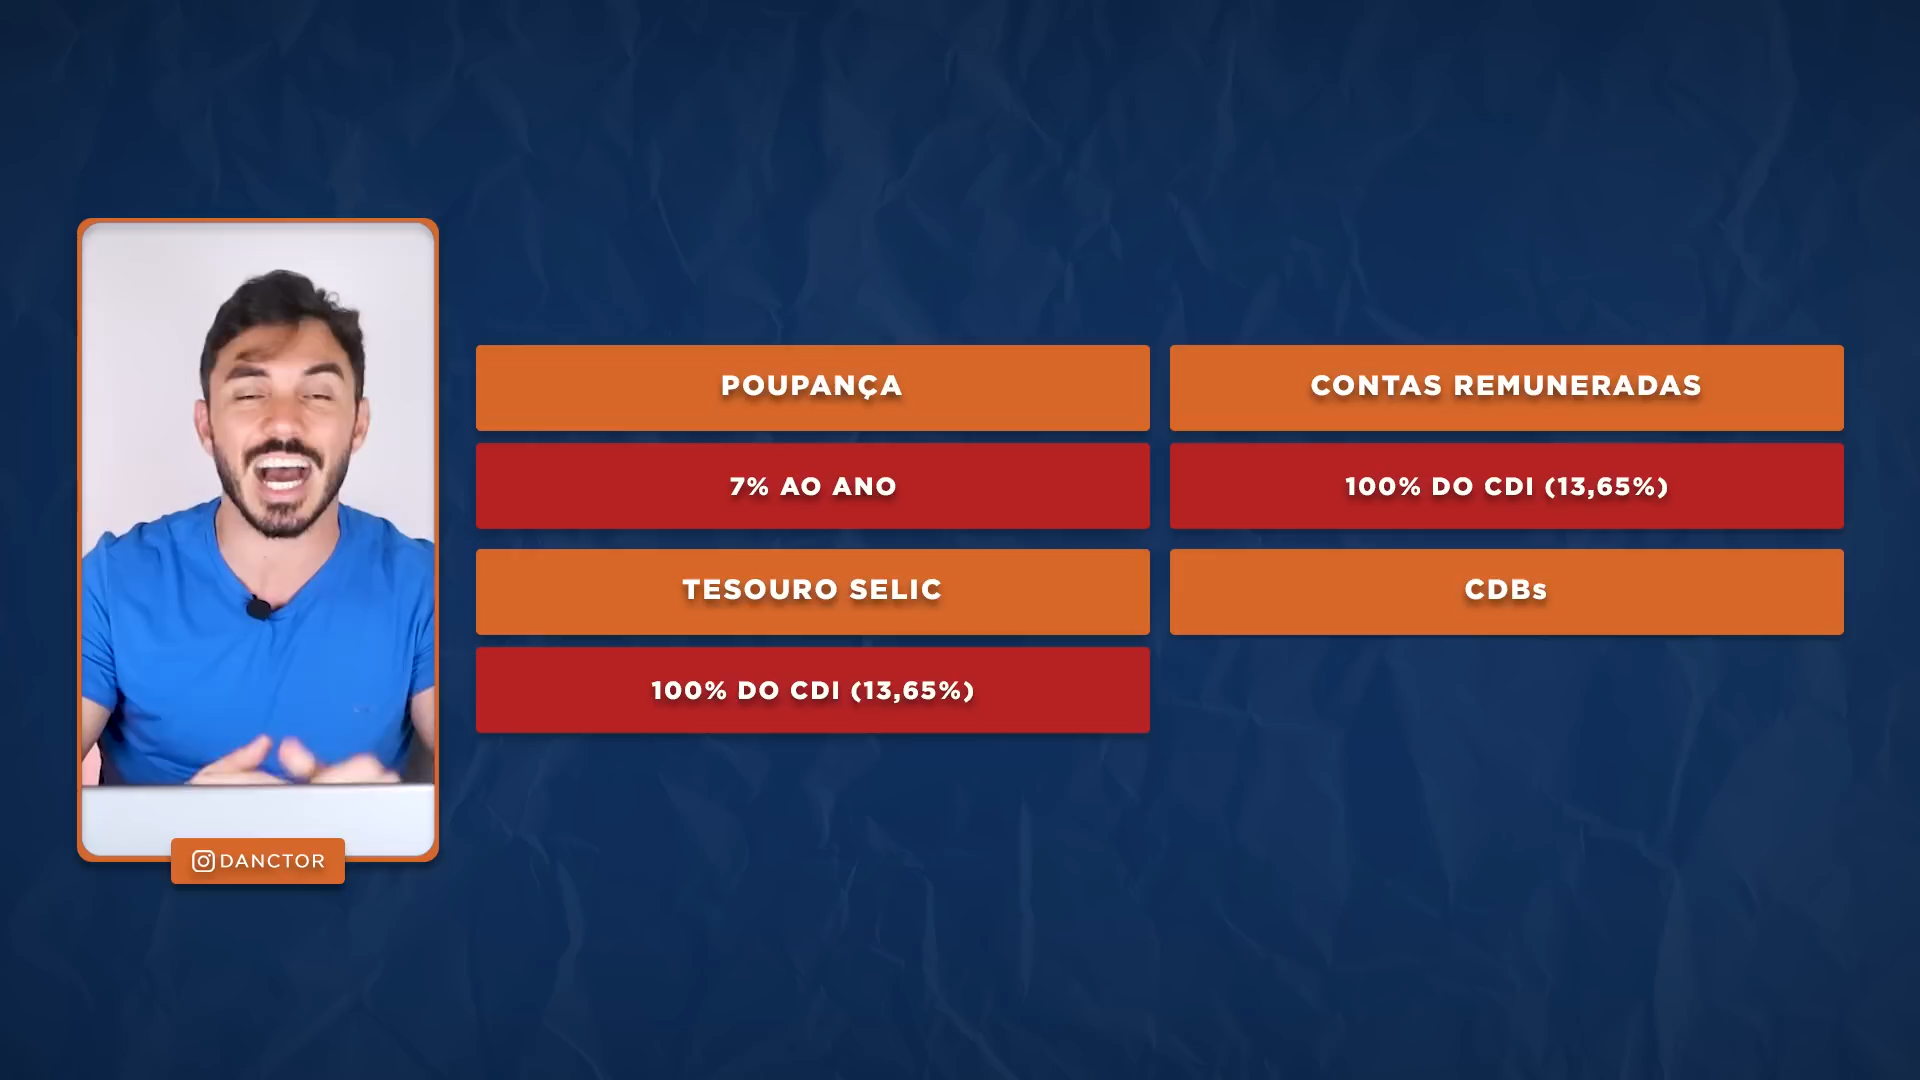 POUPANÇA
CONTAS REMUNERADAS
7% AO ANO
100% DO CDI (13,65%)
TESOURO SELIC
CDBs
100% DO CDI (13,65%)
DANCTOR